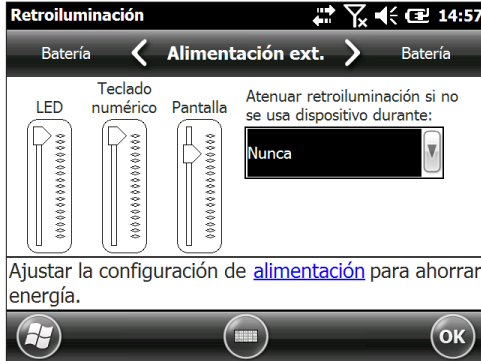 Retroiluminación 14:57
Batería Alimentación ext. Batería
LED
Teclado
numérico
Pantalla
Atenuar retroiluminación si no
se usa dispositivo durante:
Nunca
Ajustar la configuración de alimentación para ahorrar
energía.
OK